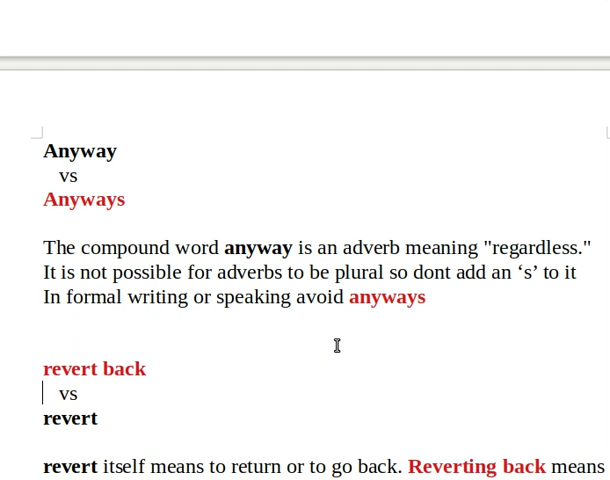 Anyway
vs
Anyways
The compound word anyway is an adverb meaning "regardless."
It is not possible for adverbs to be plural so dont add an ‘s’ to it
In formal writing or speaking avoid anyways
revert back
vs
revert
revert itself means to return or to go back. Reverting back means